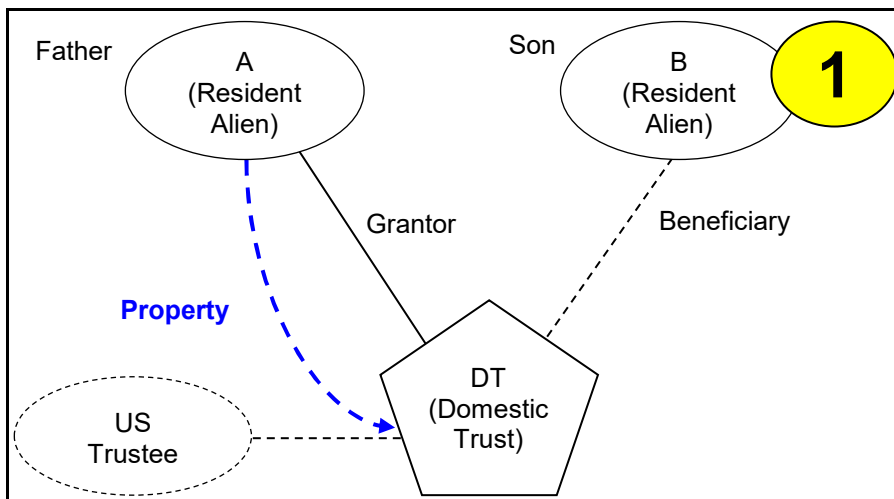 Father
A
(Resident
Alien)
Son
B
(Resident
Alien)
1
Grantor
Beneficiary
Property
DT
(Domestic
Trust)
US
Trustee